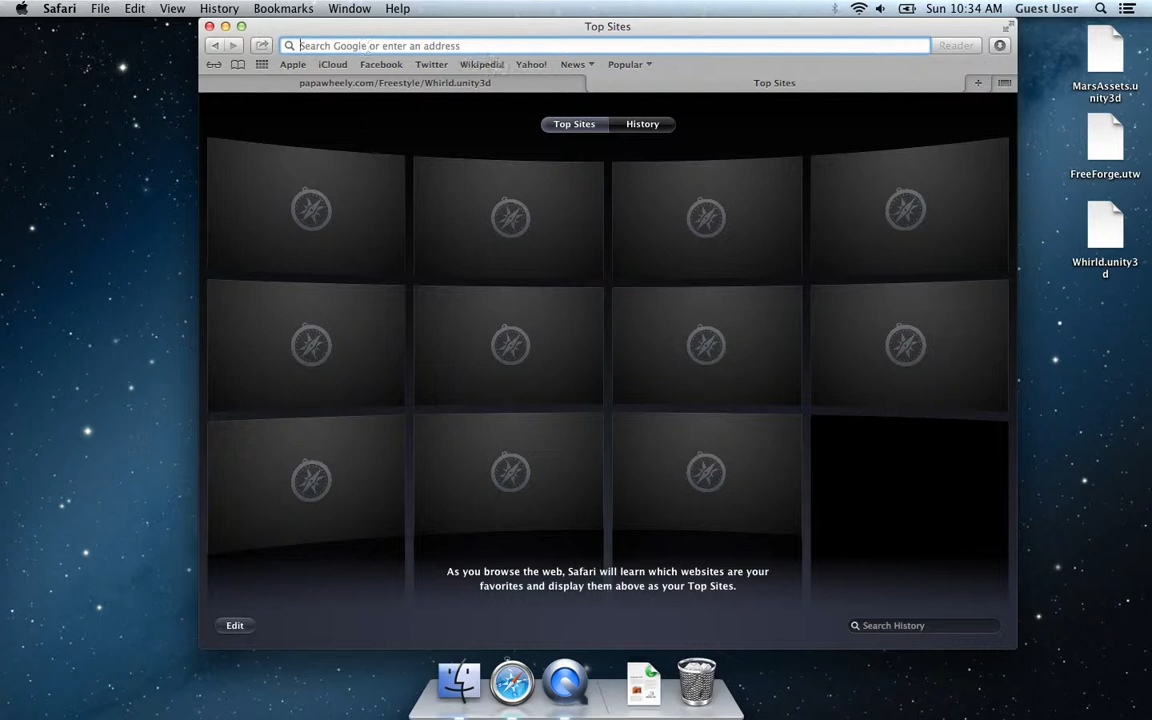 Safari File Edit View History Bookmarks Window Help Sun 10:34 AM Guest User
Top Sites
Search Google or enter an address Reader
Apple iCloud Facebook Twitter Wikipedia Yahoo! News Popular
papawheely.com/Freestyle/Whirld.unity3d Top Sites +
Top Sites History
MarsAssets.u
nity3d
FreeForge.utw
Whirld.unity3
d
As you browse the web, Safari will learn which websites are your
favorites and display them above as your Top Sites.
Edit Search History